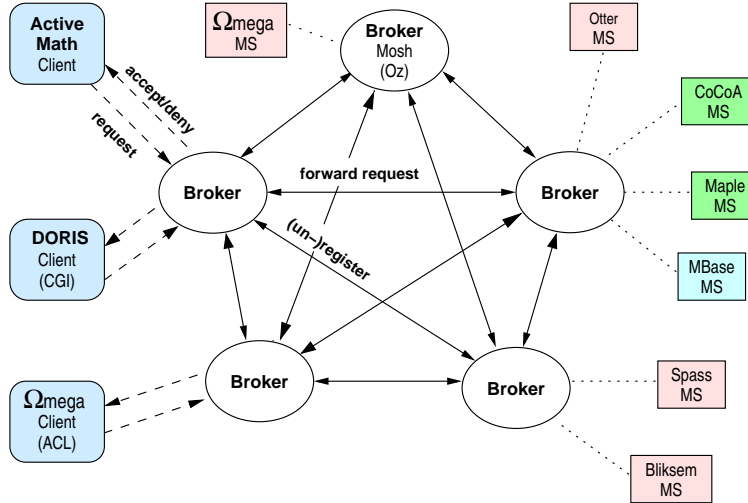 Active
Math
Client
Ωmega
MS
Broker
Mosh
(Oz)
Otter
MS
CoCoA
MS
accept/deny
request
Broker
forward request
Broker
Maple
MS
DORIS
Client
(CGI)
(un−)register
MBase
MS
Ωmega
Client
(ACL)
Broker
Broker
Spass
MS
Bliksem
MS